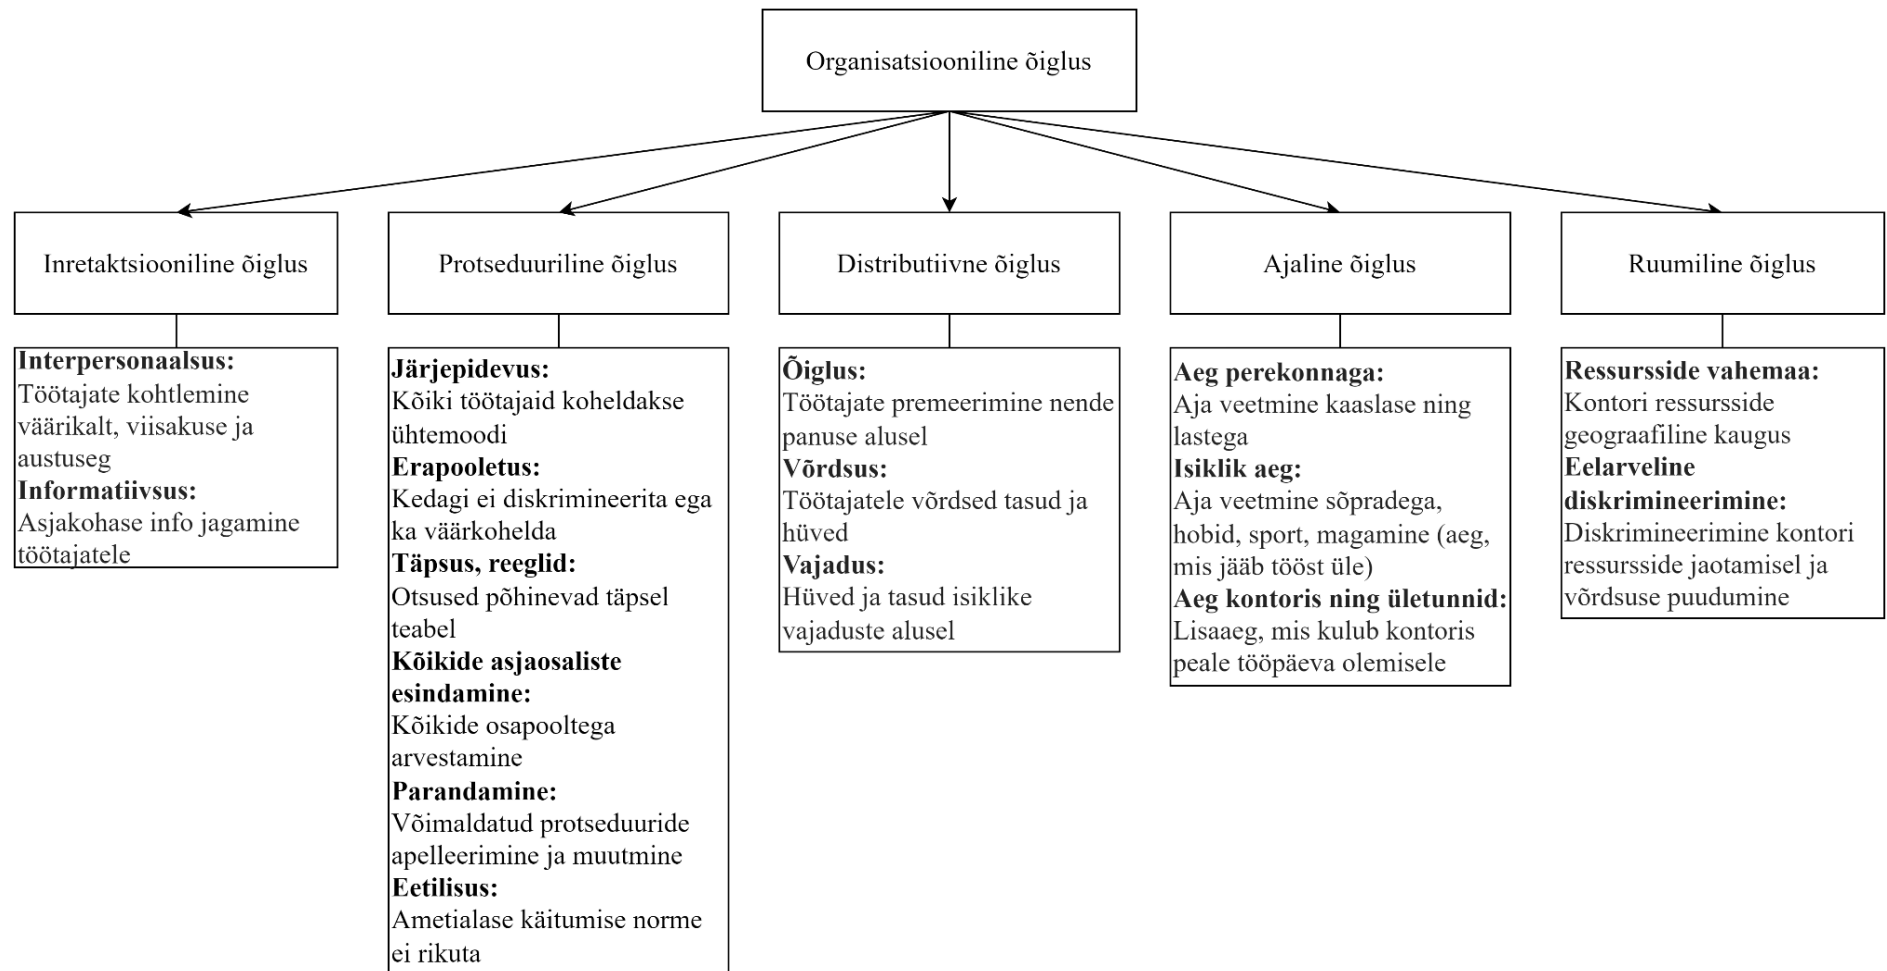 Organisatsiooniline õiglus
Inretaktsiooniline õiglus
Protseduuriline õiglus
Distributiivne õiglus
Ajaline õiglus
Ruumiline õiglus
Interpersonaalsus:
Töötajate kohtlemine
väärikalt, viisakuse ja
austuseg
Informatiivsus:
Asjakohase info jagamine
töötajatele
Järjepidevus:
Kõiki töötajaid koheldakse
ühtemoodi
Erapooletus:
Kedagi ei diskrimineerita ega
ka väärkohelda
Täpsus, reeglid:
Otsused põhinevad täpsel
teabel
Kõikide asjaosaliste
esindamine:
Kõikide osapooltega
arvestamine
Parandamine:
Võimaldatud protseduuride
apelleerimine ja muutmine
Eetilisus:
Ametialase käitumise norme
ei rikuta
Õiglus:
Töötajate premeerimine nende
panuse alusel
Võrdsus:
Töötajatele võrdsed tasud ja
hüved
Vajadus:
Hüved ja tasud isiklike
vajaduste alusel
Aeg perekonnaga:
Aja veetmine kaaslase ning
lastega
Isiklik aeg:
Aja veetmine sõpradega,
hobid, sport, magamine (aeg,
mis jääb tööst üle)
Aeg kontoris ning ületunnid:
Lisaaeg, mis kulub kontoris
peale tööpäeva olemisele
Ressursside vahemaa:
Kontori ressursside
geograafiline kaugus
Eelarveline
diskrimineerimine:
Diskrimineerimine kontori
ressursside jaotamisel ja
võrdsuse puudumine